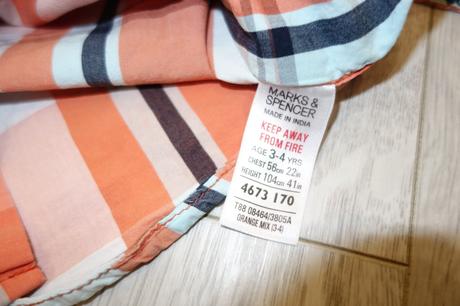 MARKS &
SPENCER
MADE IN INDIA
KEEP AWAY
FROM FIRE
AGE 3-4 YRS
CHEST 56CM 22IN
HEIGHT 104CM 41IN
4673 170
T88 08464/3805A
ORANGE MIX (3-4)